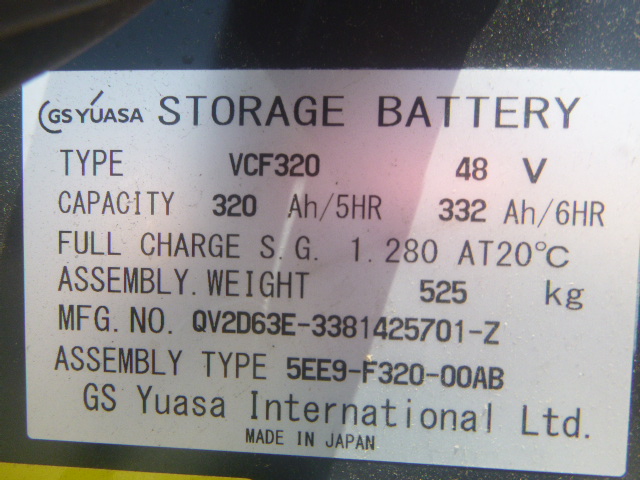 GS YUASA STORAGE BATTERY
TYPE VCF320 48 V
CAPACITY 320 Ah/5HR 332 Ah/6HR
FULL CHARGE S.G. 1.280 AT20℃
ASSEMBLY.WEIGHT 525 kg
MFG.NO. QV2D63E-3381425701-Z
ASSEMBLY TYPE 5EE9-F320-00AB
GS Yuasa International Ltd.
MADE IN JAPAN